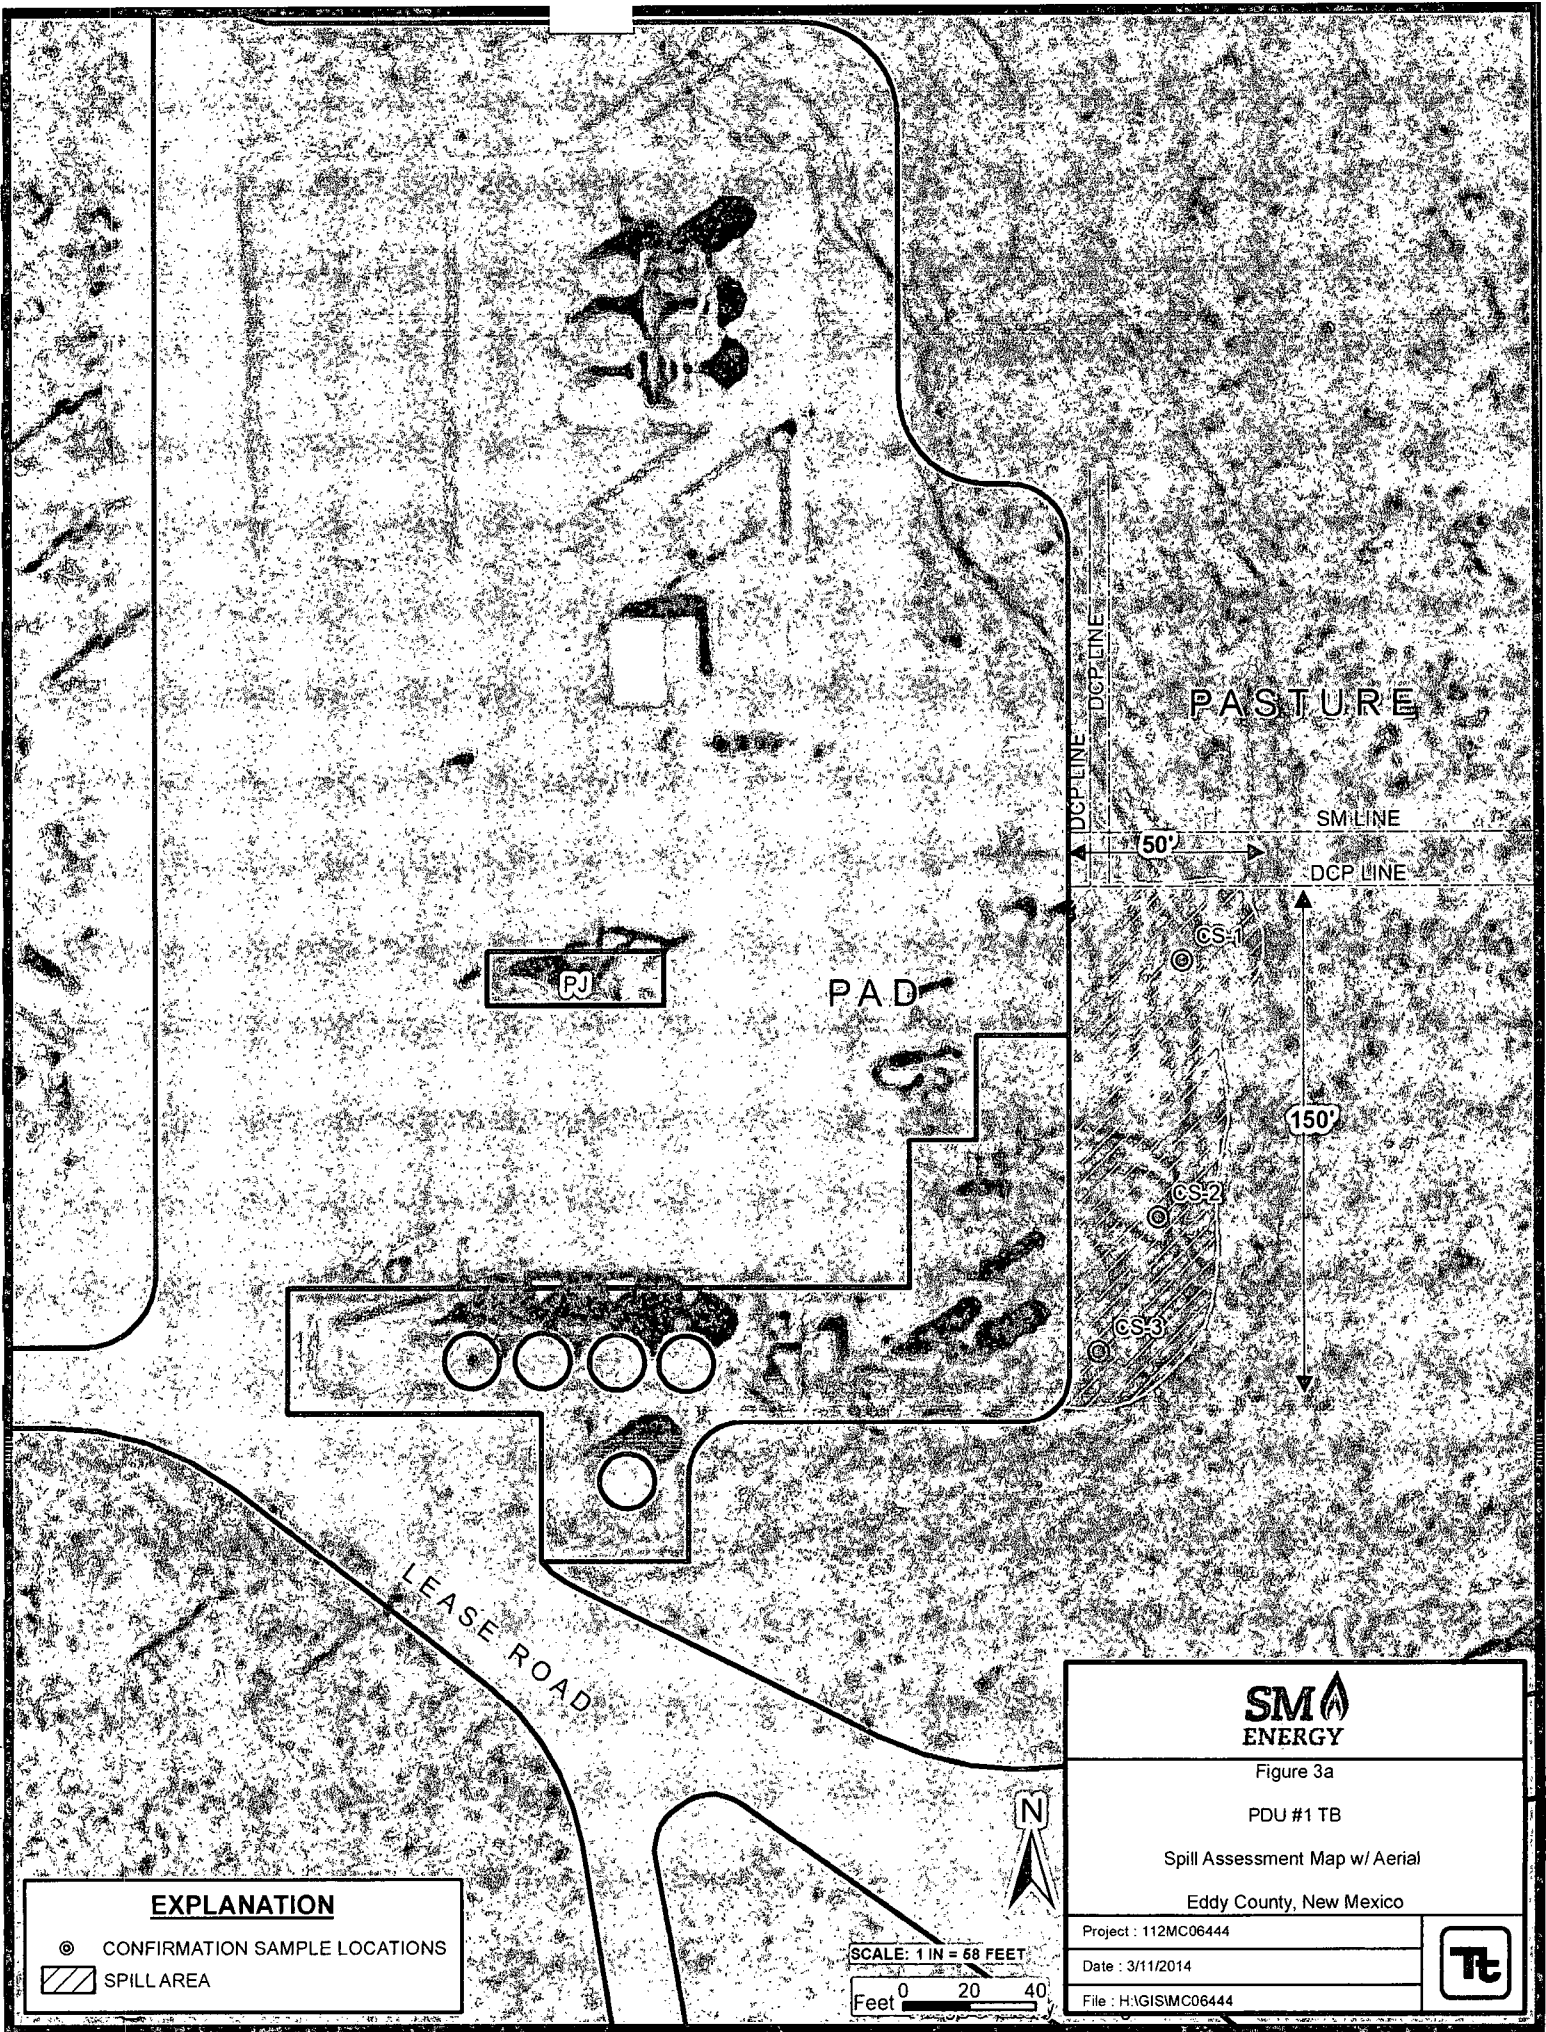 DCP LINE
DCP LINE
PASTURE
SM LINE
50'
DCP LINE
CS-1
PJ
PAD
150'
CS-2
CS-3
LEASE ROAD
SM
ENERGY
Figure 3a
PDU #1 TB
Spill Assessment Map w/ Aerial
Eddy County, New Mexico
Project : 112MC06444
Date : 3/11/2014
File : H:\GIS\MC06444
Tt
N
SCALE: 1 IN = 58 FEET
Feet 0 20 40
EXPLANATION
CONFIRMATION SAMPLE LOCATIONS
SPILL AREA